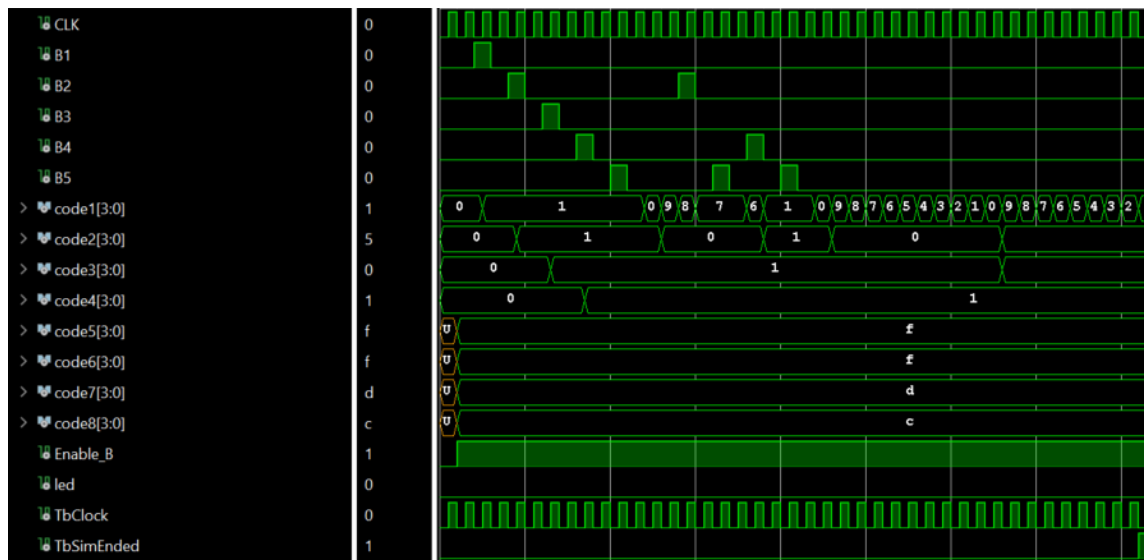 CLK 0
B1 0
B2 0
B3 0
B4 0
B5 0
code1[3:0] 1 0 1 0 9 8 7 6 1 0 9 8 7 6 5 4 3 2 1 0 9 8 7 6 5 4 3 2
code2[3:0] 5 0 1 0 1 0
code3[3:0] 0 0 1
code4[3:0] 1 0 1
code5[3:0] f U f
code6[3:0] f U f
code7[3:0] d U d
code8[3:0] c U c
Enable_B 1
led 0
TbClock 0
TbSimEnded 1